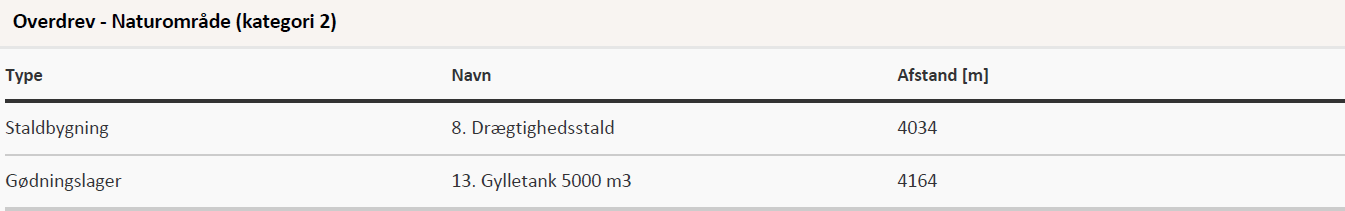 Overdrev - Naturområde (kategori 2)
Type Navn Afstand [m]
Staldbygning 8. Drægtighedsstald 4034
Gødningslager 13. Gylletank 5000 m3 4164